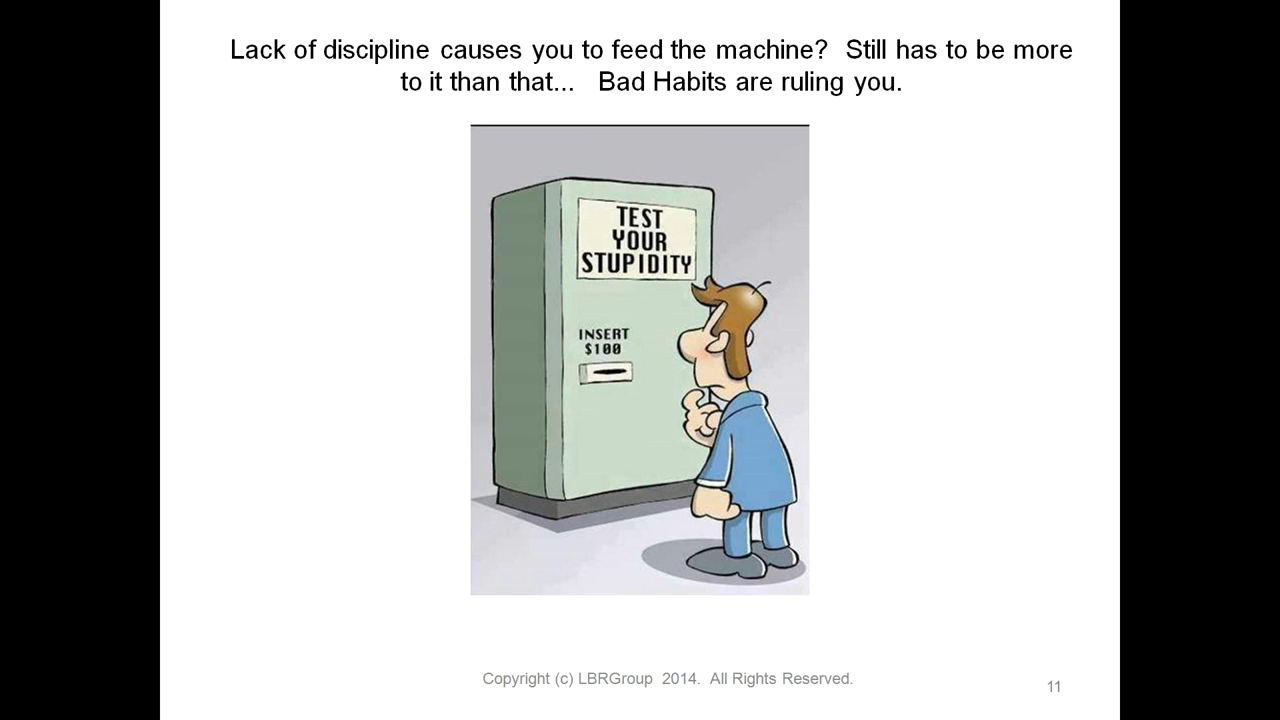 Lack of discipline causes you to feed the machine?  Still has to be more
to it than that...   Bad Habits are ruling you.
TEST
YOUR
STUPIDITY
INSERT
$100
Copyright (c) LBRGroup  2014.  All Rights Reserved.
11